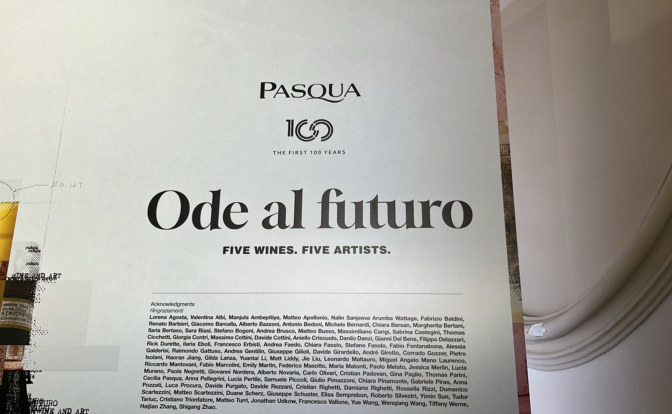 PASQUA
100
THE FIRST 100 YEARS
Ode al futuro
FIVE WINES. FIVE ARTISTS.
Acknowledgments
Ringraziamenti
Lorena Agosta, Valentina Albi, Manjula Ambepitiya, Matteo Apollonio, Nalin Sanjeeva Arumba Wattage, Fabrizio Baldini,
Renato Barbieri, Giacomo Barcella, Alberto Bazzoni, Antonio Bedoni, Michele Bernardi, Chiara Bersan, Margherita Bertani,
Ilaria Bertaso, Sara Biasi, Stefano Bogoni, Andrea Brusco, Matteo Busso, Massimiliano Carigi, Sabrina Castegini, Thomas
Cicchetti, Giorgia Contri, Massimo Cottini, Davide Cottini, Aniello Criscuolo, Danilo Danzi, Gianni Del Bene, Filippo Delazzari,
Rick Durette, Ilaria Eboli, Francesco Erbisti, Andrea Faedo, Chiara Fasolo, Stefano Fasolo, Fabio Fontanabona, Alessia
Galderisi, Raimondo Gattuso, Andrea Gentilin, Giuseppe Gilioli, Davide Girardello, André Girotto, Corrado Gozzer, Pietro
Isolani, Haoran Jiang, Gilda Lanza, Yuantai Li, Matt Liddy, Jie Liu, Leonardo Mattauro, Miguel Angelo Mano Laurenco,
Riccardo Mantovani, Fabio Marcolini, Emily Martin, Federico Masotto, Maria Matonti, Paolo Melato, Jessica Merlin, Lucia
Murano, Paola Negretti, Giovanni Nordera, Alberto Novaria, Carlo Olivari, Cristian Padovan, Gina Paglio, Thomas Parini,
Cecilia Pasqua, Anna Pellegrini, Lucia Pertile, Samuele Piccoli, Giulio Pimazzoni, Chiara Pinamonte, Gabriele Piras, Anna
Pozzati, Luca Procura, Davide Purgato, Davide Rezzani, Cristian Righetti, Damiano Righetti, Rossella Rizzi, Domenico
Scartezzini, Matteo Scartezzini, Duane Scherz, Giuseppe Schuster, Elisa Semprebon, Roberto Silvestri, Yimin Sun, Tudor
Tarluc, Cristiano Trionfatori, Matteo Turri, Jonathan Udkow, Francesco Vallone, Yue Wang, Wenqiang Wang, Tiffany Werne,
Haijiao Zhang, Shigang Zhao.
WINE AND ART
FUTURO
WINE AND ART